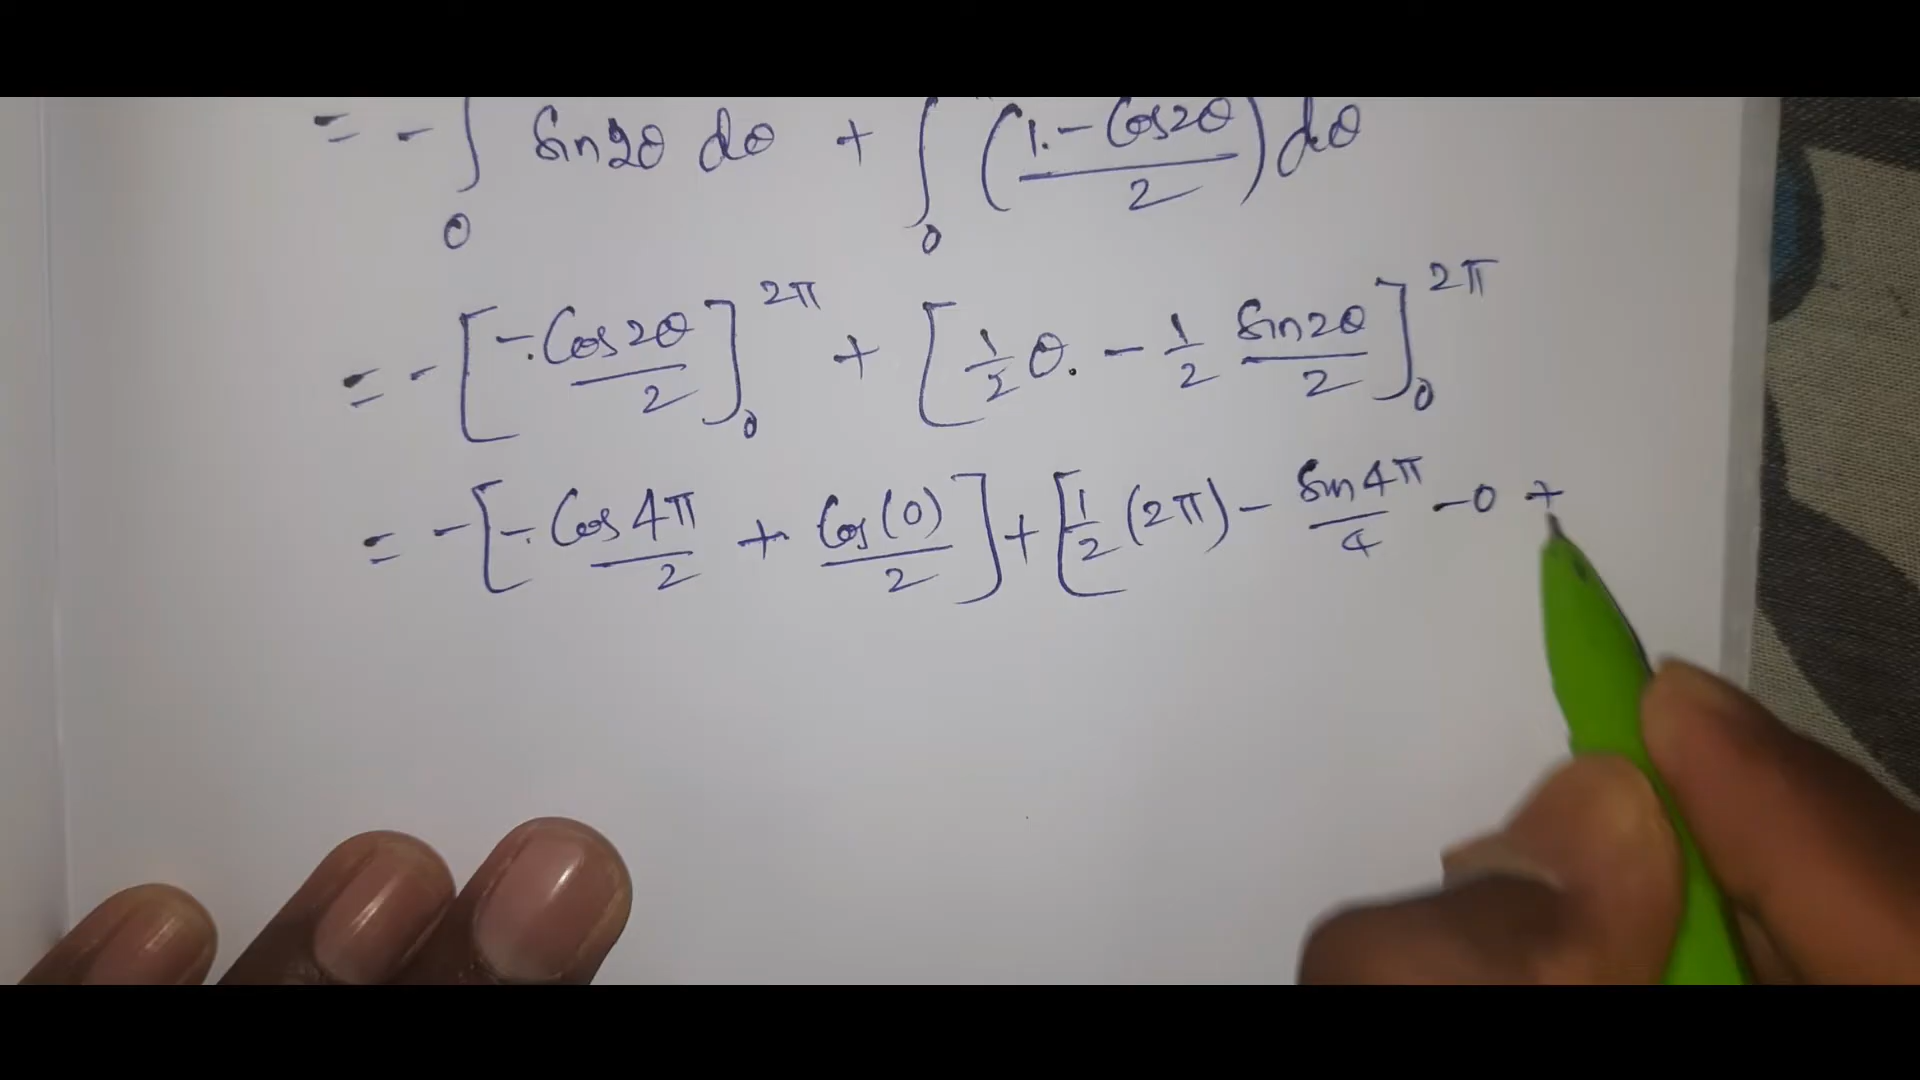 = - ∫₀ Sin2θ dθ + ∫₀ (1 - Cos2θ / 2) dθ
= - [-Cos2θ / 2]₀^2π + [1/2 θ. - 1/2 Sin2θ / 2]₀^2π
= - [-Cos4π / 2 + Cos(0) / 2] + [1/2 (2π) - Sin4π / 4 - 0 +